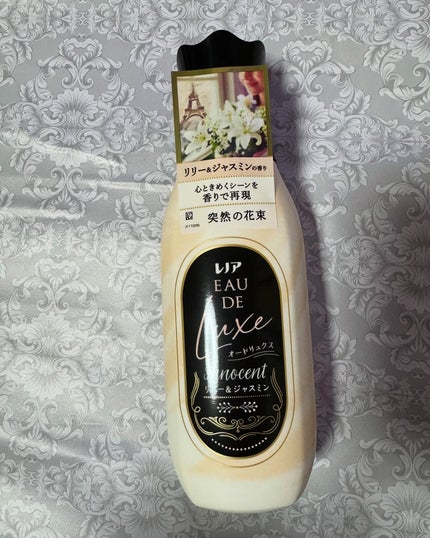 リリー&ジャスミンの香り
心ときめくシーンを
香りで再現
突然の花束
レノア
EAU
DE
Luxe
オードリュクス
Innocent
リリー&ジャスミン